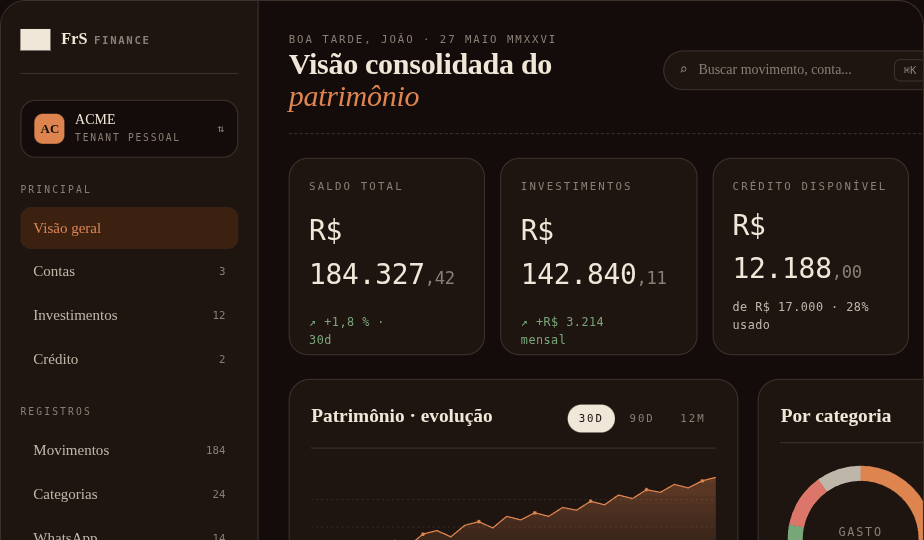 FrS FINANCE
AC
ACME
TENANT PESSOAL
PRINCIPAL
Visão geral
Contas 3
Investimentos 12
Crédito 2
REGISTROS
Movimentos 184
Categorias 24
WhatsApp 14
BOA TARDE, JOÃO · 27 MAIO MMXXVI
Visão consolidada do
patrimônio
Buscar movimento, conta... ⌘K
SALDO TOTAL
R$
184.327,42
↗ +1,8 % ·
30d
INVESTIMENTOS
R$
142.840,11
↗ +R$ 3.214
mensal
CRÉDITO DISPONÍVEL
R$
12.188,00
de R$ 17.000 · 28%
usado
Patrimônio · evolução
30D 90D 12M
Por categoria
GASTO